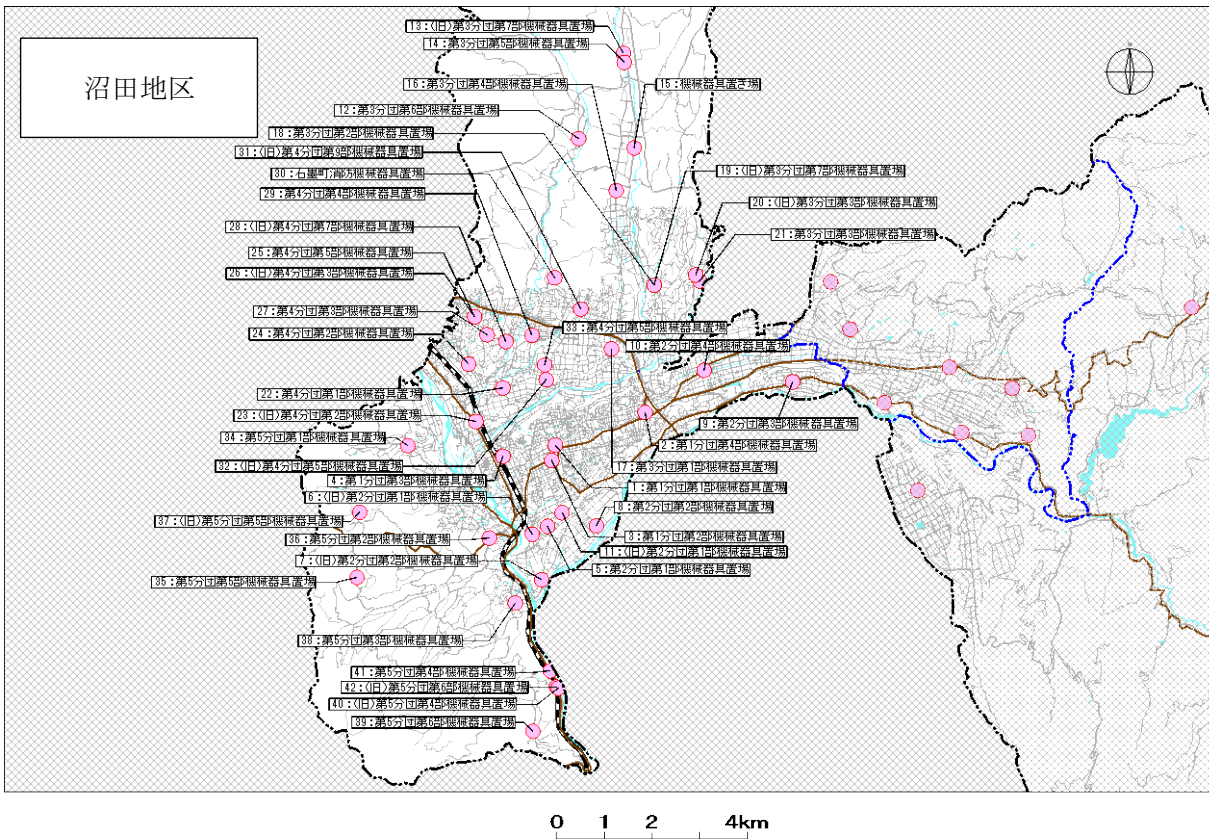 沼田地区
13：(旧)第3分団第7部機械器具置場
14：第3分団第5部機械器具置場
16：第3分団第4部機械器具置場
15：機械器具置き場
12：第3分団第6部機械器具置場
18：第3分団第2部機械器具置場
31：(旧)第4分団第9部機械器具置場
30：石墨町消防機械器具置場
19：(旧)第3分団第7部機械器具置場
29：第4分団第4部機械器具置場
20：(旧)第3分団第3部機械器具置場
28：(旧)第4分団第7部機械器具置場
21：第3分団第3部機械器具置場
25：第4分団第5部機械器具置場
26：(旧)第4分団第3部機械器具置場
27：第4分団第3部機械器具置場
33：第4分団第5部機械器具置場
24：第4分団第2部機械器具置場
10：第2分団第4部機械器具置場
22：第4分団第1部機械器具置場
23：(旧)第4分団第2部機械器具置場
9：第2分団第3部機械器具置場
34：第5分団第1部機械器具置場
2：第1分団第4部機械器具置場
32：(旧)第4分団第5部機械器具置場
17：第3分団第1部機械器具置場
4：第1分団第3部機械器具置場
1：第1分団第1部機械器具置場
6：(旧)第2分団第1部機械器具置場
8：第2分団第2部機械器具置場
37：(旧)第5分団第5部機械器具置場
3：第1分団第2部機械器具置場
36：第5分団第2部機械器具置場
11：(旧)第2分団第1部機械器具置場
7：(旧)第2分団第2部機械器具置場
5：第2分団第1部機械器具置場
35：第5分団第5部機械器具置場
38：第5分団第3部機械器具置場
41：第5分団第4部機械器具置場
42：(旧)第5分団第6部機械器具置場
40：(旧)第5分団第4部機械器具置場
39：第5分団第6部機械器具置場
0 1 2 4km